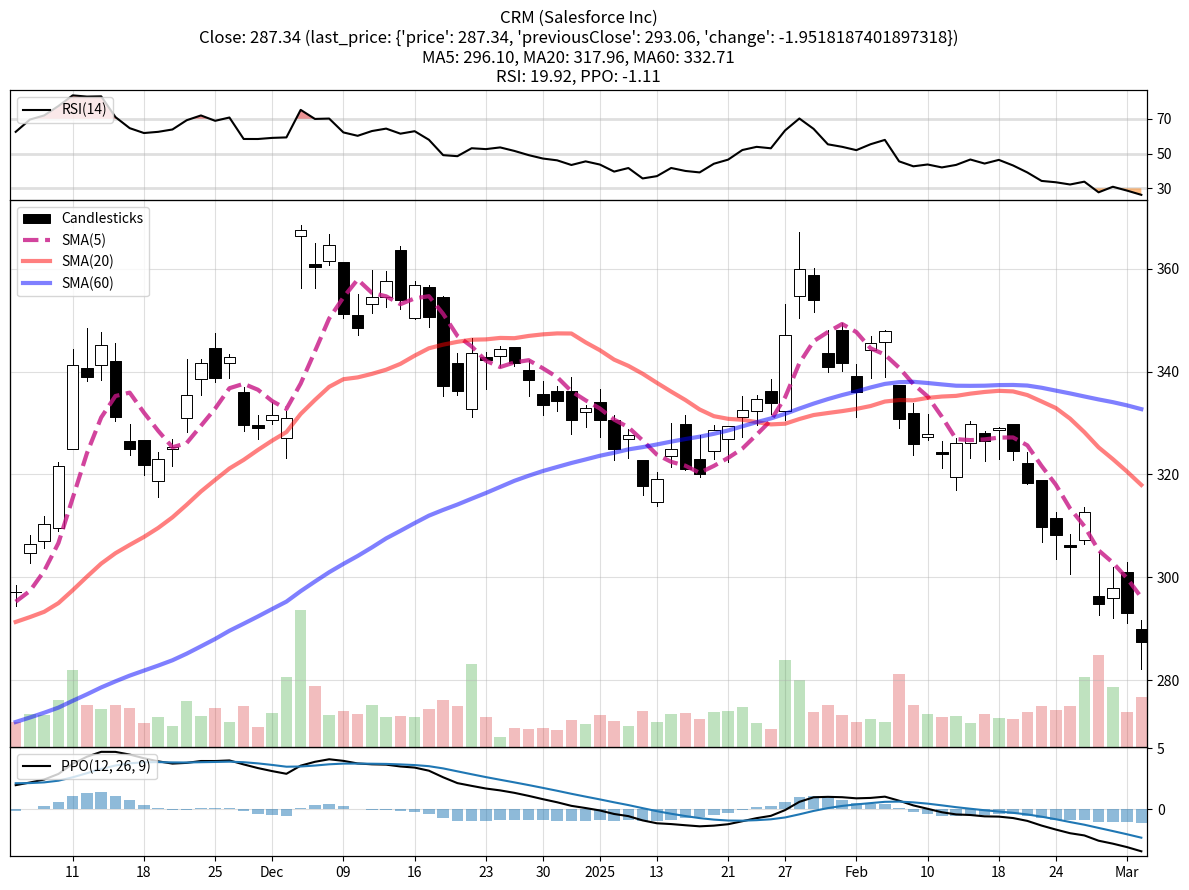 CRM (Salesforce Inc)
Close: 287.34 (last_price: {'price': 287.34, 'previousClose': 293.06, 'change': -1.9518187401897318})
MA5: 296.10, MA20: 317.96, MA60: 332.71
RSI: 19.92, PPO: -1.11
RSI(14)
70
50
30
Candlesticks
SMA(5)
SMA(20)
SMA(60)
360
340
320
300
280
PPO(12, 26, 9)
5
0
11 18 25 Dec 09 16 23 30 2025 13 21 27 Feb 10 18 24 Mar